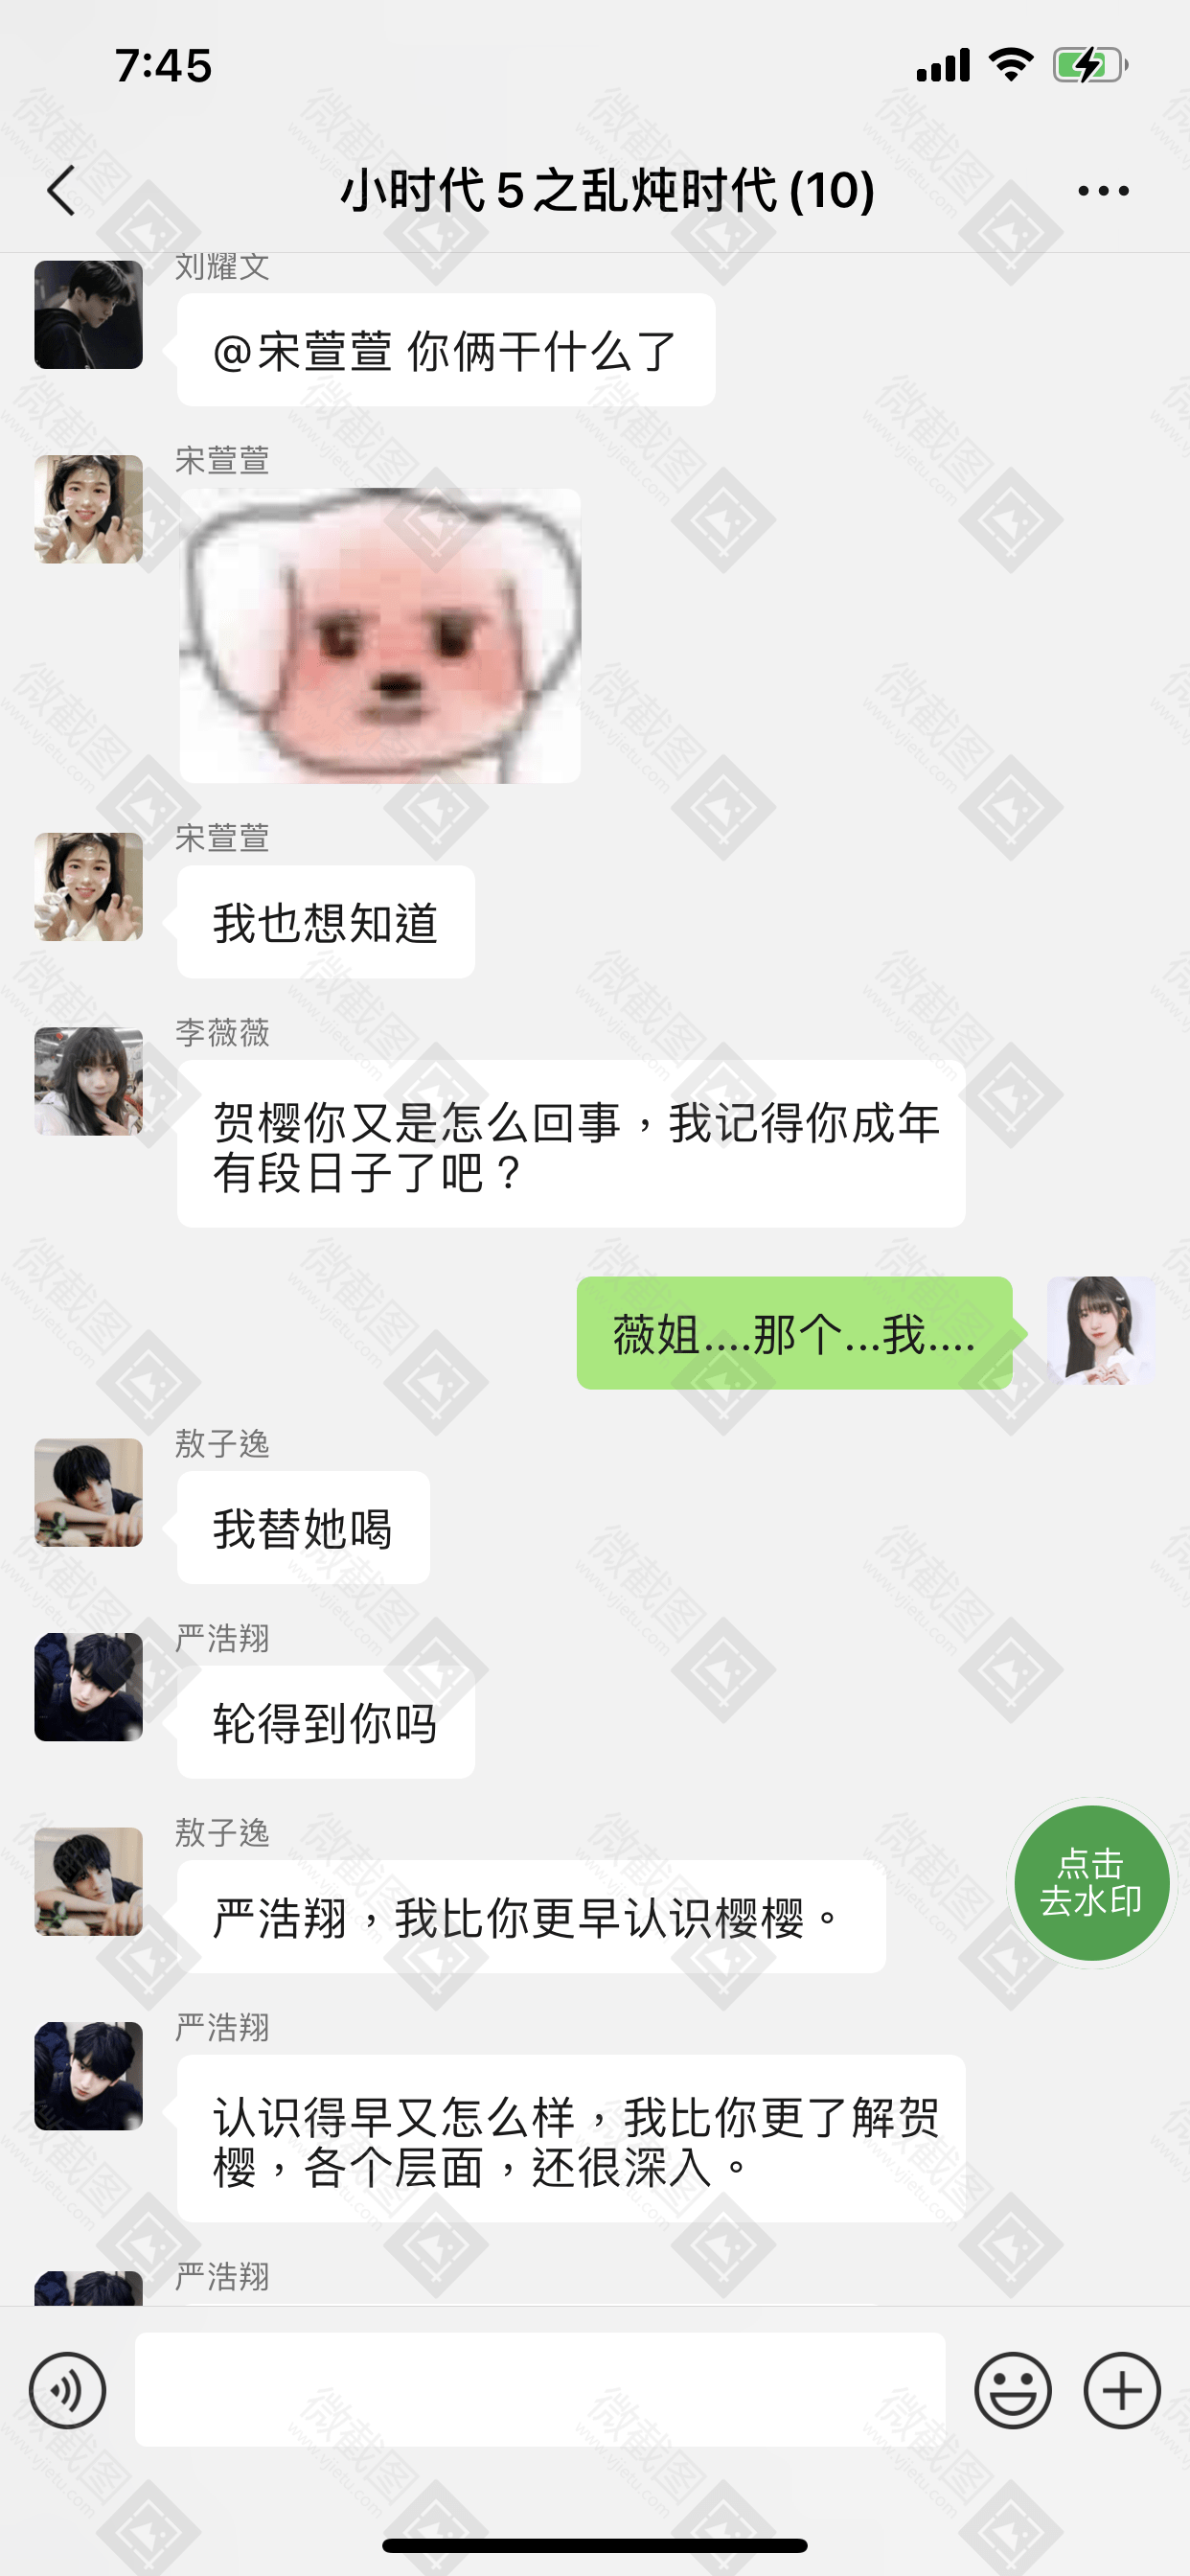 7:45
小时代 5 之乱炖时代 (10)
刘耀文
@宋萱萱 你俩干什么了
宋萱萱
宋萱萱
我也想知道
李薇薇
贺樱你又是怎么回事，我记得你成年
有段日子了吧？
薇姐....那个...我....
敖子逸
我替她喝
严浩翔
轮得到你吗
敖子逸
严浩翔，我比你更早认识樱樱。
点击
去水印
严浩翔
认识得早又怎么样，我比你更了解贺
樱，各个层面，还很深入。
严浩翔
微截图
www.vjietu.com